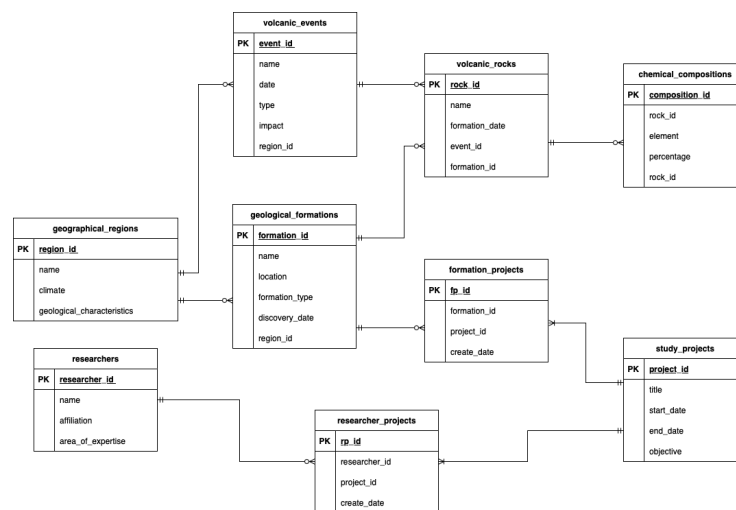 volcanic_events
PK event_id
name
date
type
impact
region_id
volcanic_rocks
PK rock_id
name
formation_date
event_id
formation_id
chemical_compositions
PK composition_id
rock_id
element
percentage
rock_id
geographical_regions
PK region_id
name
climate
geological_characteristics
geological_formations
PK formation_id
name
location
formation_type
discovery_date
region_id
formation_projects
PK fp_id
formation_id
project_id
create_date
researchers
PK researcher_id
name
affiliation
area_of_expertise
researcher_projects
PK rp_id
researcher_id
project_id
create_date
study_projects
PK project_id
title
start_date
end_date
objective